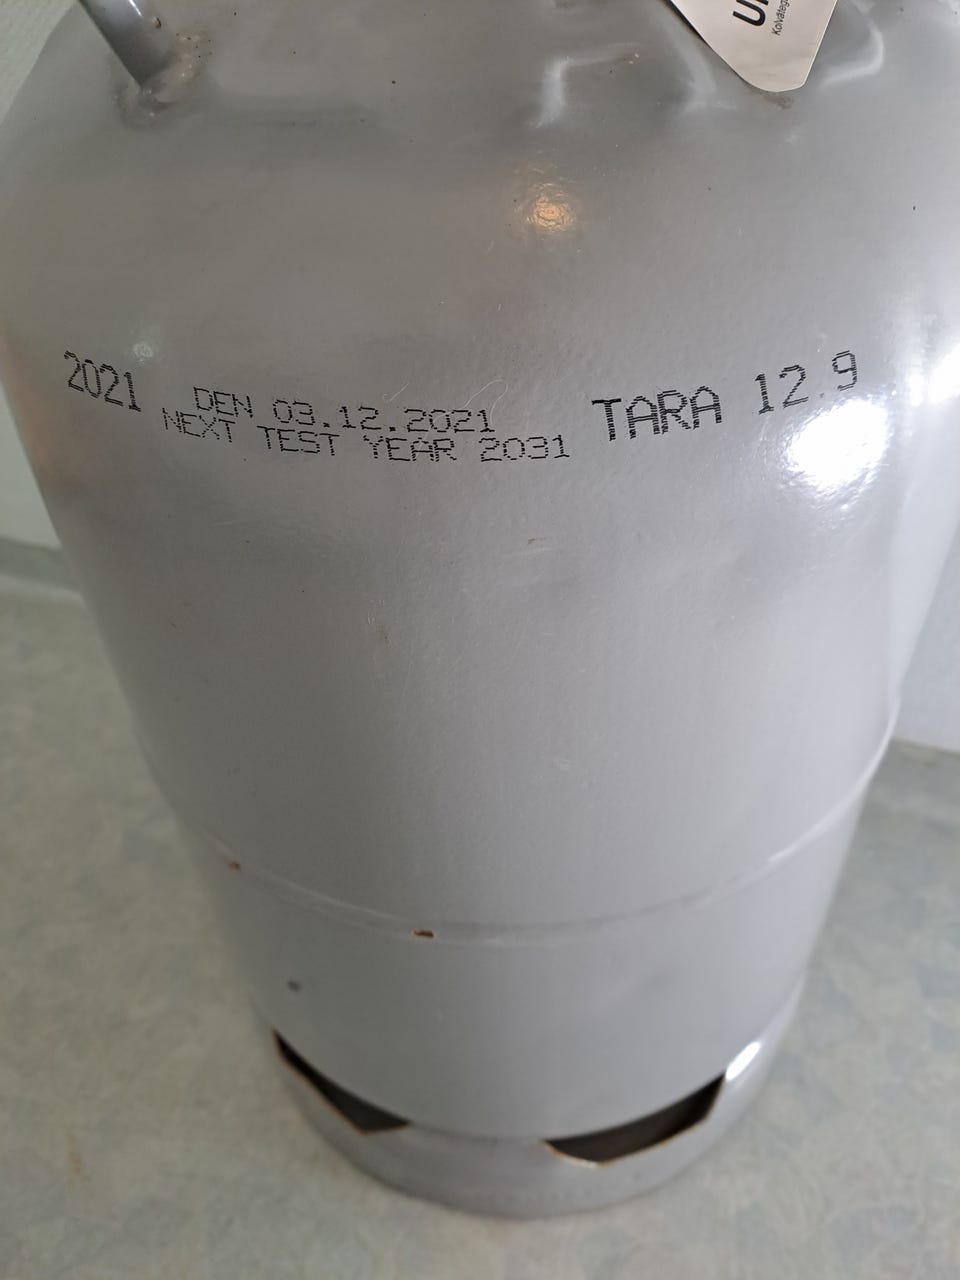 2021
DEN 03.12.2021
NEXT TEST YEAR 2031
TARA 12.9